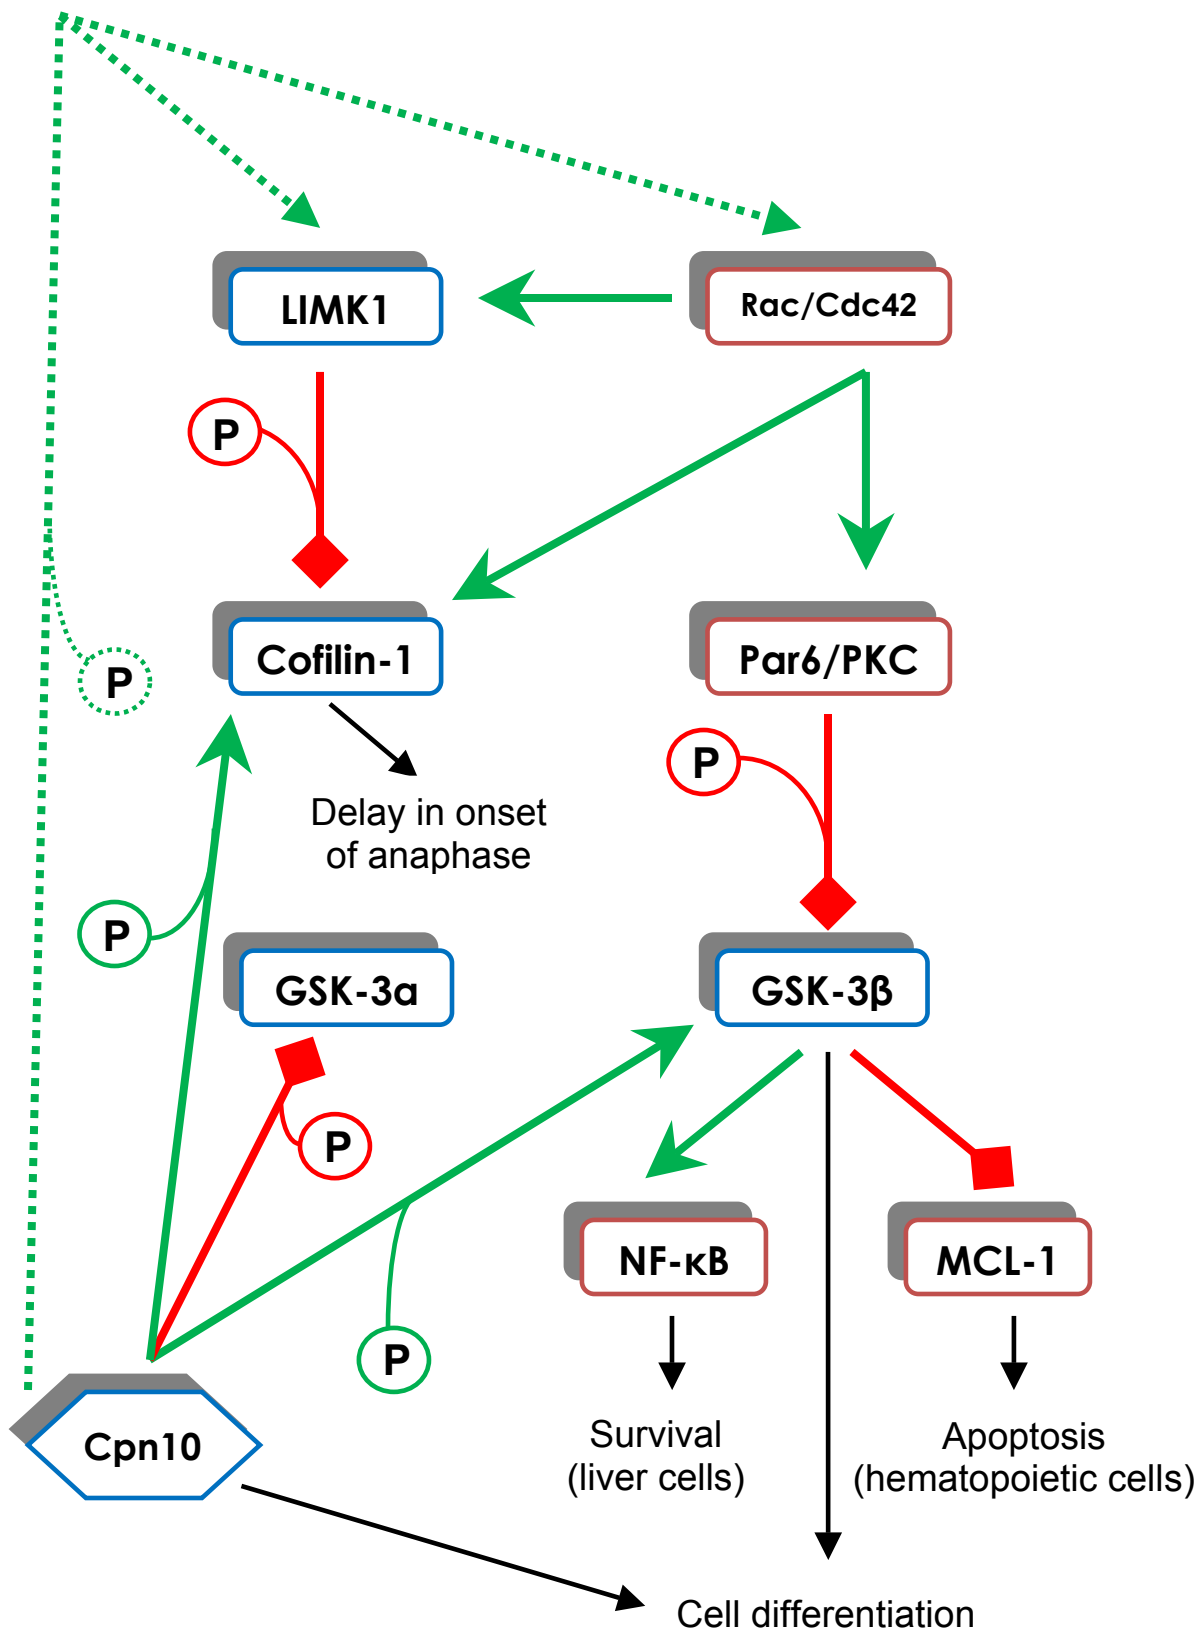 LIMK1
Rac/Cdc42
P
Cofilin-1
Par6/PKC
P
P
Delay in onset
of anaphase
P
GSK-3α
GSK-3β
P
NF-κB
MCL-1
P
Cpn10
Survival
(liver cells)
Apoptosis
(hematopoietic cells)
Cell differentiation